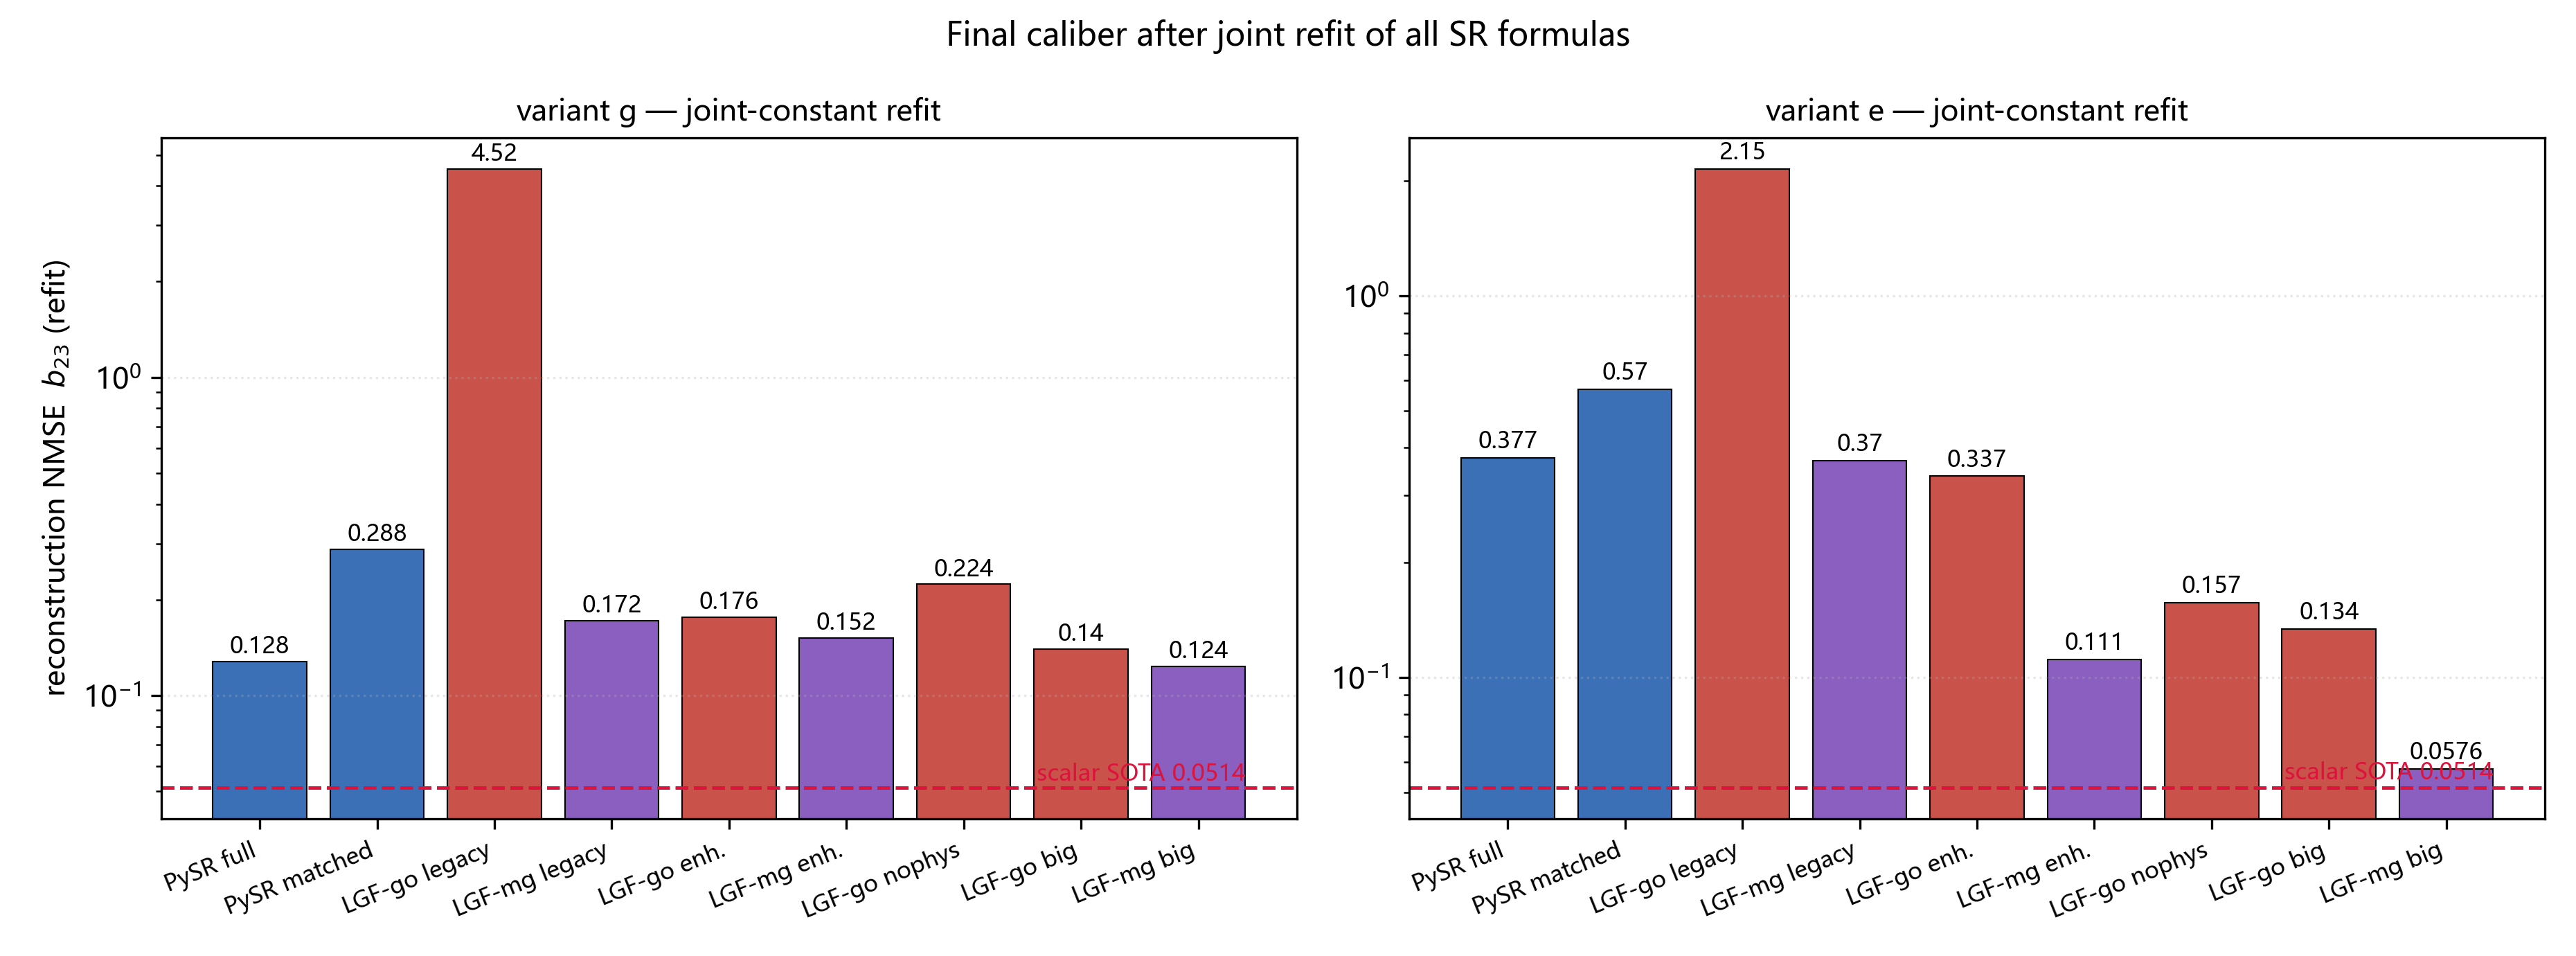 Final caliber after joint refit of all SR formulas
variant g — joint-constant refit
reconstruction NMSE b₂₃ (refit)
10⁰
10⁻¹
4.52
0.288
0.128
0.172
0.176
0.152
0.224
0.14
0.124
scalar SOTA 0.0514
PySR full
PySR matched
LGF-go legacy
LGF-mg legacy
LGF-go enh.
LGF-mg enh.
LGF-go nophys
LGF-go big
LGF-mg big
variant e — joint-constant refit
10⁰
10⁻¹
2.15
0.57
0.377
0.37
0.337
0.111
0.157
0.134
0.0576
scalar SOTA 0.0514
PySR full
PySR matched
LGF-go legacy
LGF-mg legacy
LGF-go enh.
LGF-mg enh.
LGF-go nophys
LGF-go big
LGF-mg big